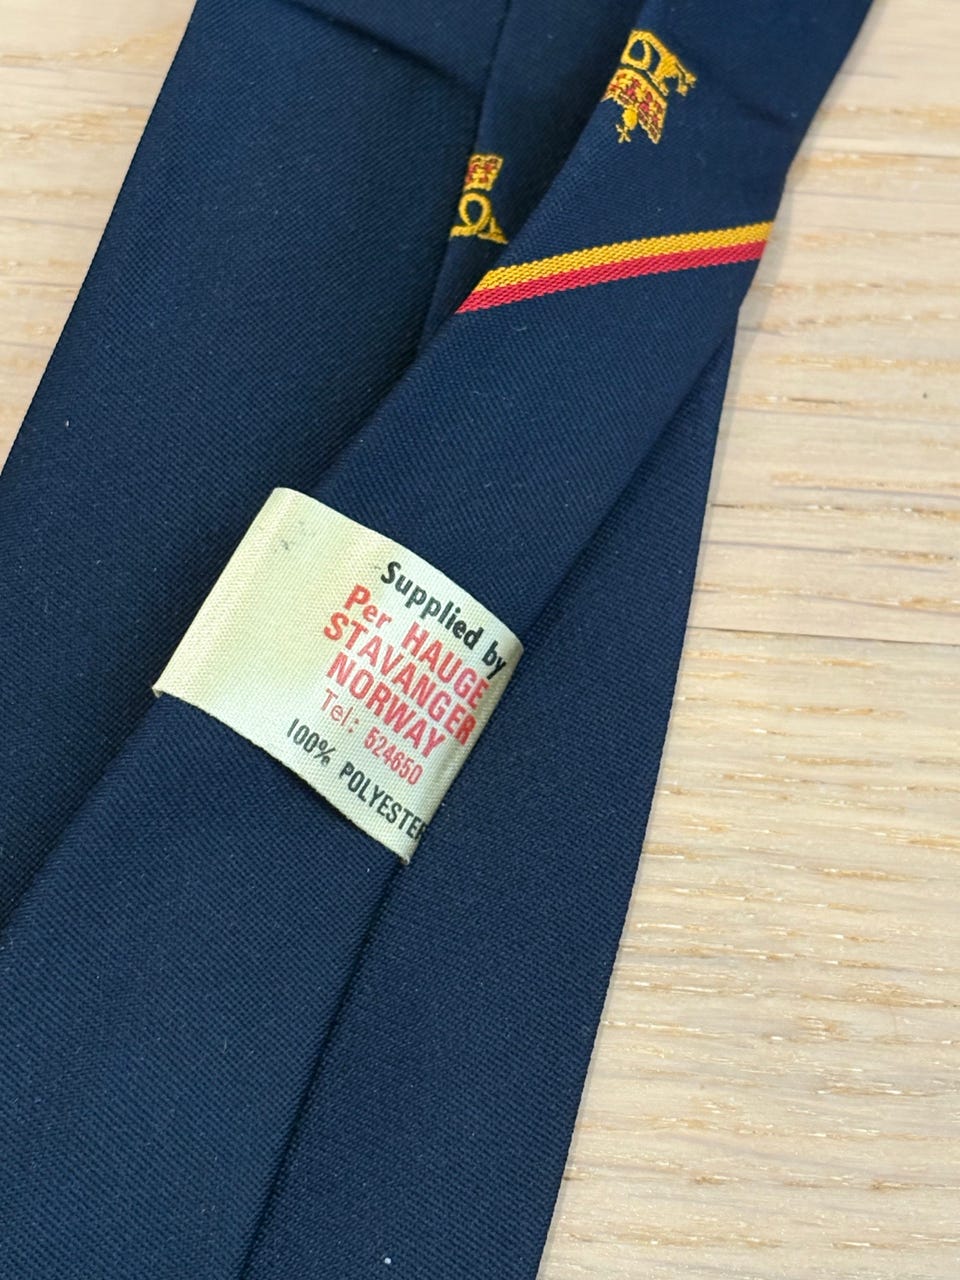 Supplied by
Per HAUGE
STAVANGER
NORWAY
Tel: 524650
100% POLYESTER